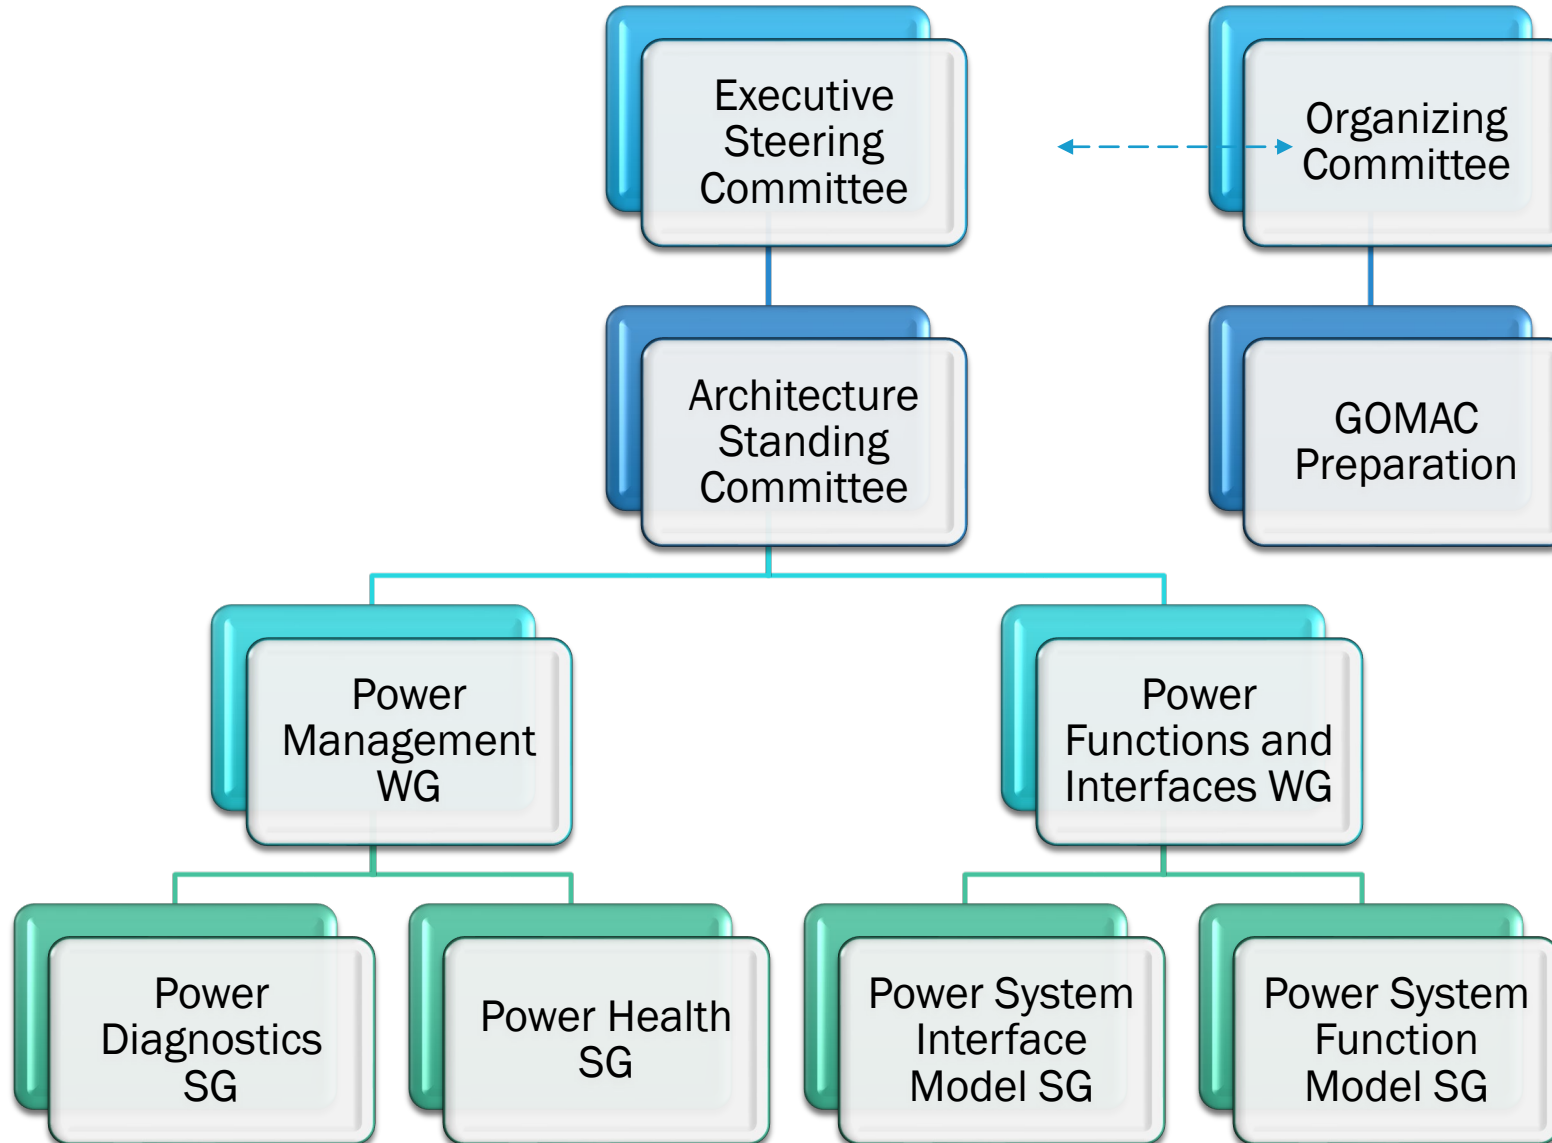 Executive
Steering
Committee
Organizing
Committee
Architecture
Standing
Committee
GOMAC
Preparation
Power
Management
WG
Power
Functions and
Interfaces WG
Power
Diagnostics
SG
Power Health
SG
Power System
Interface
Model SG
Power System
Function
Model SG